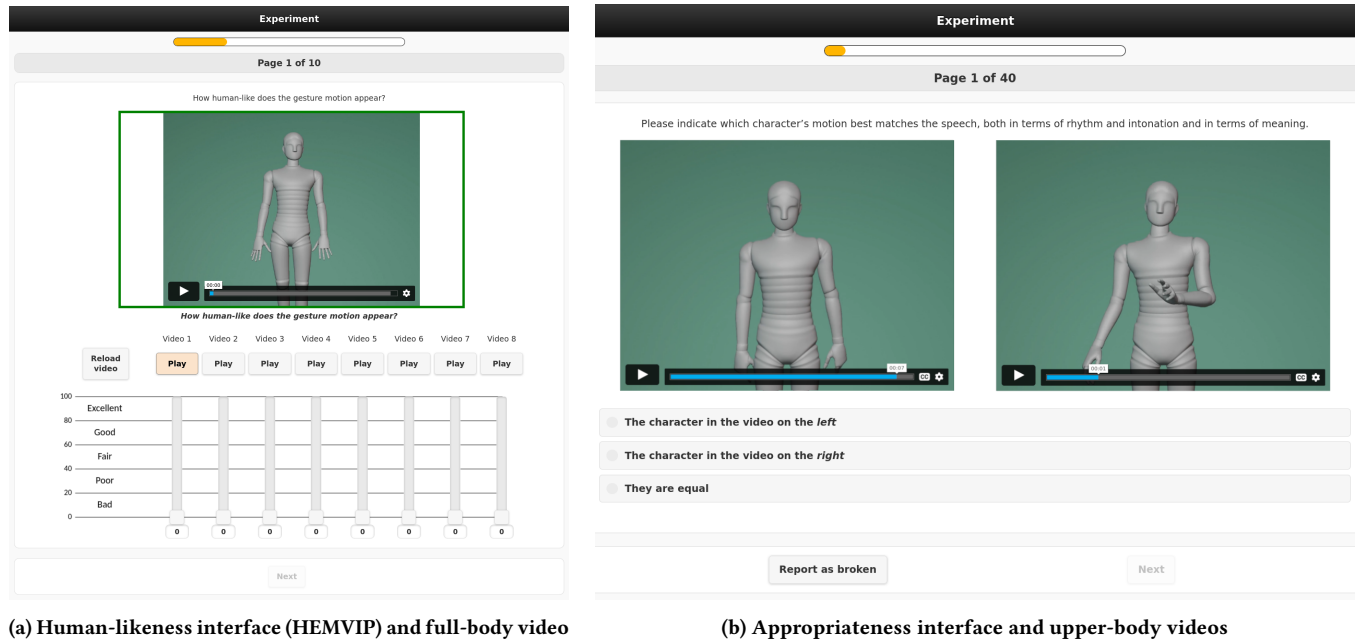 Experiment
Page 1 of 10
How human-like does the gesture motion appear?
00:00
How human-like does the gesture motion appear?
Video 1 Video 2 Video 3 Video 4 Video 5 Video 6 Video 7 Video 8
Reload video
Play Play Play Play Play Play Play Play
100
Excellent
80
Good
60
Fair
40
Poor
20
Bad
0
0 0 0 0 0 0 0 0
Next
(a) Human-likeness interface (HEMVIP) and full-body video
Experiment
Page 1 of 40
Please indicate which character’s motion best matches the speech, both in terms of rhythm and intonation and in terms of meaning.
00:07
CC
00:01
CC
The character in the video on the left
The character in the video on the right
They are equal
Report as broken
Next
(b) Appropriateness interface and upper-body videos